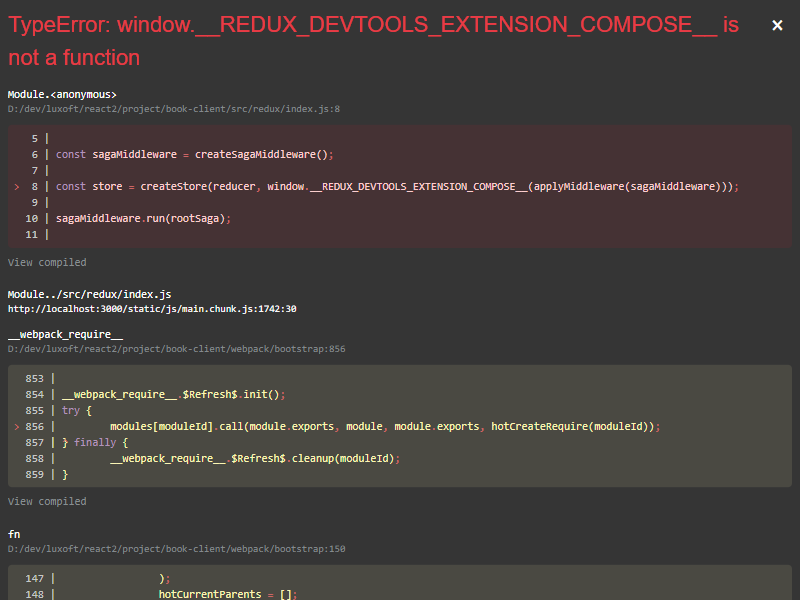 TypeError: window.__REDUX_DEVTOOLS_EXTENSION_COMPOSE__ is
not a function
×
Module.<anonymous>
D:/dev/luxoft/react2/project/book-client/src/redux/index.js:8
5 |
6 | const sagaMiddleware = createSagaMiddleware();
7 |
> 8 | const store = createStore(reducer, window.__REDUX_DEVTOOLS_EXTENSION_COMPOSE__(applyMiddleware(sagaMiddleware)));
9 |
10 | sagaMiddleware.run(rootSaga);
11 |
View compiled
Module../src/redux/index.js
http://localhost:3000/static/js/main.chunk.js:1742:30
__webpack_require__
D:/dev/luxoft/react2/project/book-client/webpack/bootstrap:856
853 |
854 | __webpack_require__.$Refresh$.init();
855 | try {
> 856 | modules[moduleId].call(module.exports, module, module.exports, hotCreateRequire(moduleId));
857 | } finally {
858 | __webpack_require__.$Refresh$.cleanup(moduleId);
859 | }
View compiled
fn
D:/dev/luxoft/react2/project/book-client/webpack/bootstrap:150
147 | );
148 | hotCurrentParents = [];